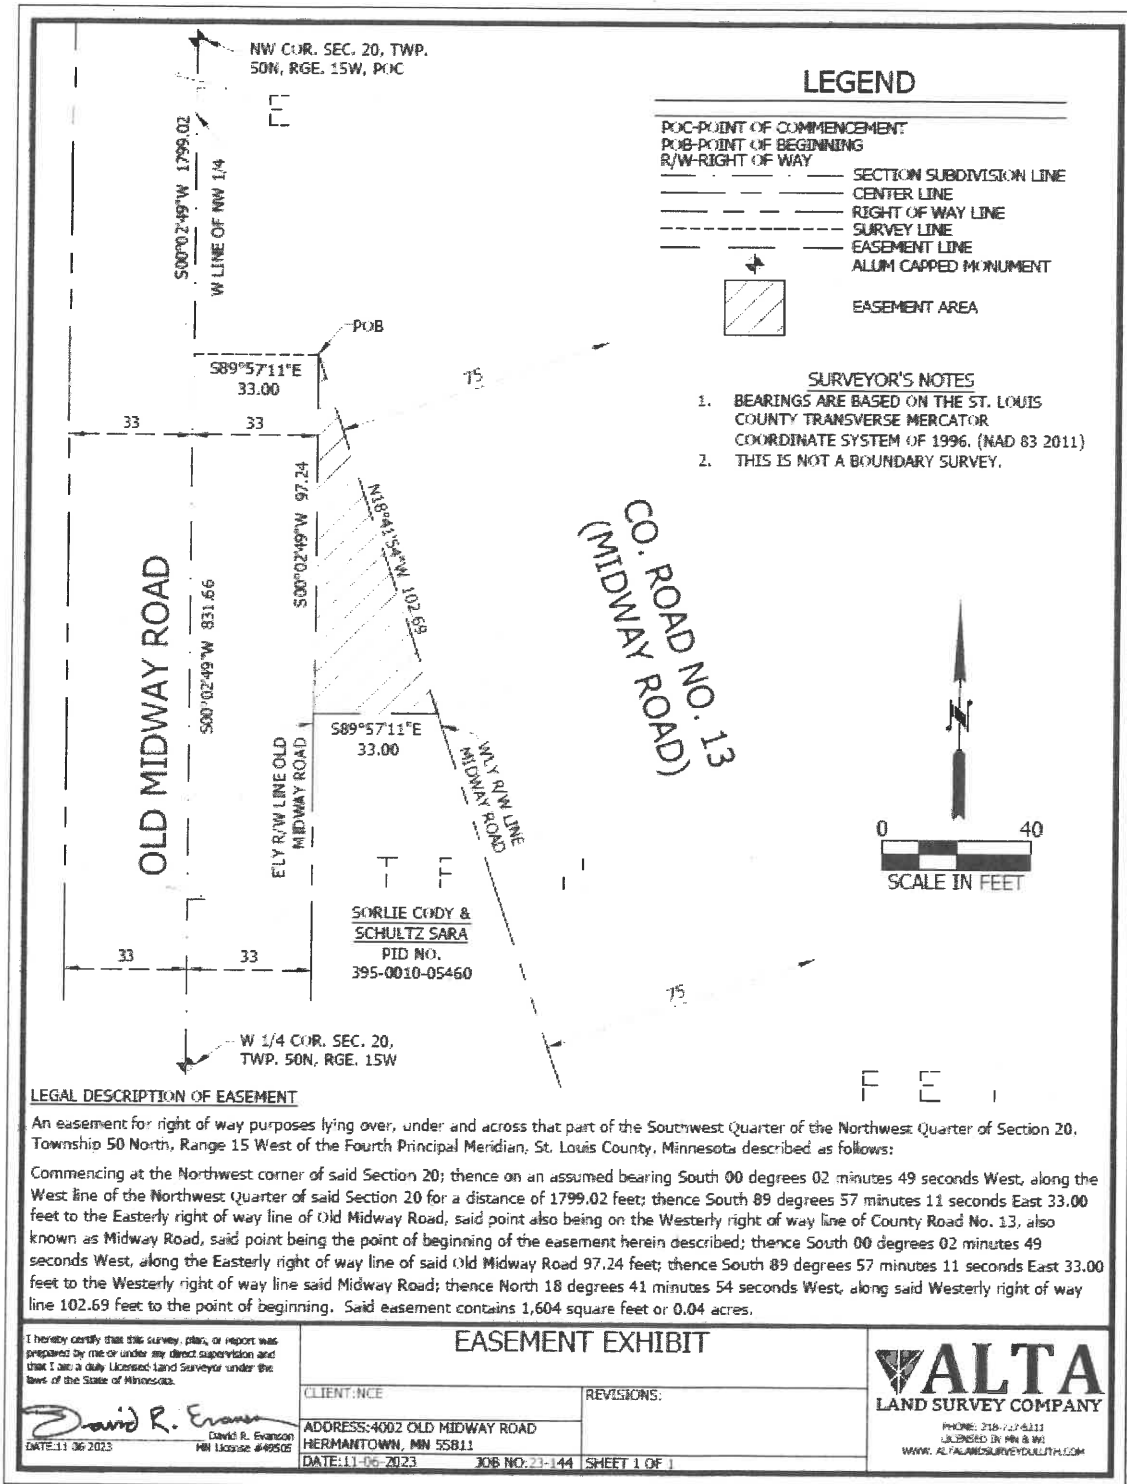 NW COR. SEC. 20, TWP.
50N, RGE. 15W, POC
S00°02'49"W 1799.02
W LINE OF NW 1/4
LEGEND
POC-POINT OF COMMENCEMENT
POB-POINT OF BEGINNING
R/W-RIGHT OF WAY
SECTION SUBDIVISION LINE
CENTER LINE
RIGHT OF WAY LINE
SURVEY LINE
EASEMENT LINE
ALUM CAPPED MONUMENT
EASEMENT AREA
POB
S89°57'11"E
33.00
75
SURVEYOR'S NOTES
1. BEARINGS ARE BASED ON THE ST. LOUIS
COUNTY TRANSVERSE MERCATOR
COORDINATE SYSTEM OF 1996. (NAD 83 2011)
2. THIS IS NOT A BOUNDARY SURVEY.
33
33
S00°02'49"W 97.24
N18°41'54"W 102.69
CO. ROAD NO. 13
(MIDWAY ROAD)
OLD MIDWAY ROAD
S00°02'49"W 831.66
S89°57'11"E
33.00
ELY R/W LINE OLD
MIDWAY ROAD
WLY R/W LINE
MIDWAY ROAD
N
0 40
SCALE IN FEET
SORLIE CODY &
SCHULTZ SARA
PID NO.
395-0010-05460
33
33
75
W 1/4 COR. SEC. 20,
TWP. 50N, RGE. 15W
LEGAL DESCRIPTION OF EASEMENT
An easement for right of way purposes lying over, under and across that part of the Southwest Quarter of the Northwest Quarter of Section 20,
Township 50 North, Range 15 West of the Fourth Principal Meridian, St. Louis County, Minnesota described as follows:
Commencing at the Northwest corner of said Section 20; thence on an assumed bearing South 00 degrees 02 minutes 49 seconds West, along the
West line of the Northwest Quarter of said Section 20 for a distance of 1799.02 feet; thence South 89 degrees 57 minutes 11 seconds East 33.00
feet to the Easterly right of way line of Old Midway Road, said point also being on the Westerly right of way line of County Road No. 13, also
known as Midway Road, said point being the point of beginning of the easement herein described; thence South 00 degrees 02 minutes 49
seconds West, along the Easterly right of way line of said Old Midway Road 97.24 feet; thence South 89 degrees 57 minutes 11 seconds East 33.00
feet to the Westerly right of way line said Midway Road; thence North 18 degrees 41 minutes 54 seconds West, along said Westerly right of way
line 102.69 feet to the point of beginning. Said easement contains 1,604 square feet or 0.04 acres.
I hereby certify that this survey, plan, or report was
prepared by me or under my direct supervision and
that I am a duly Licensed Land Surveyor under the
laws of the State of Minnesota.
David R. Evanson
David R. Evanson
DATE:11 06 2023 MN License #49505
EASEMENT EXHIBIT
CLIENT:NCE
REVISIONS:
ADDRESS:4002 OLD MIDWAY ROAD
HERMANTOWN, MN 55811
DATE:11-06-2023 JOB NO:23-144 SHEET 1 OF 1
ALTA
LAND SURVEY COMPANY
LICENSED IN MN & WI
WWW. ALTALANDSURVEYDULUTH.COM